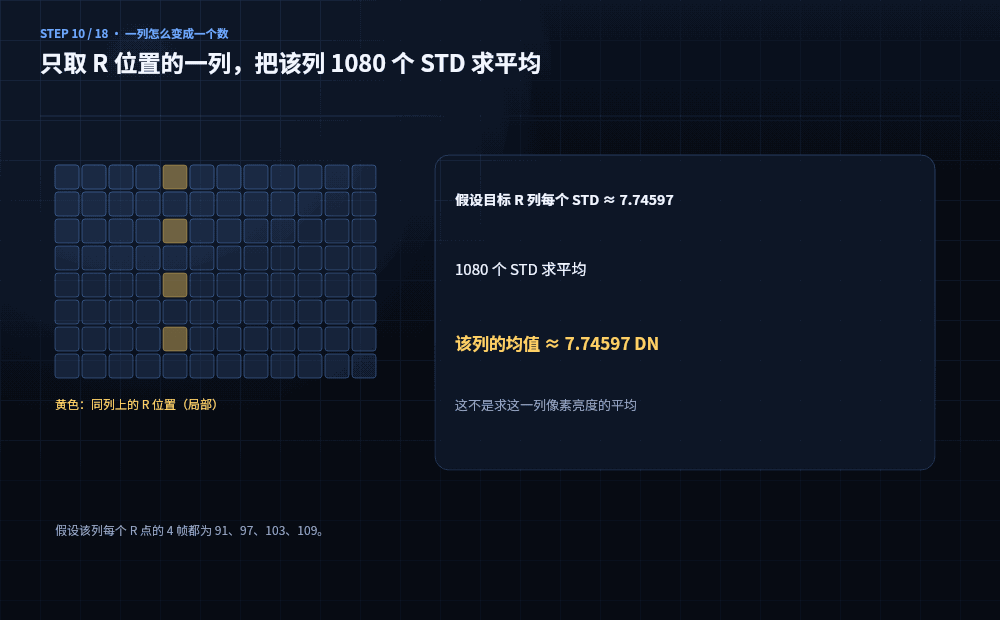 STEP 10 / 18 · 一列怎么变成一个数
只取 R 位置的一列，把该列 1080 个 STD 求平均
假设目标 R 列每个 STD ≈ 7.74597
1080 个 STD 求平均
该列的均值 ≈ 7.74597 DN
黄色：同列上的 R 位置（局部）
这不是求这一列像素亮度的平均
假设该列每个 R 点的 4 帧都为 91、97、103、109。